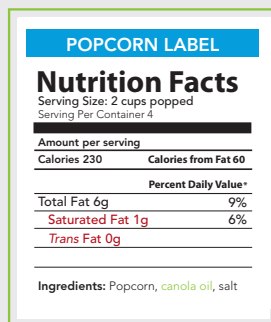 POPCORN LABEL
Nutrition Facts
Serving Size: 2 cups popped
Serving Per Container 4
Amount per serving
Calories 230 Calories from Fat 60
Percent Daily Value*
Total Fat 6g 9%
Saturated Fat 1g 6%
Trans Fat 0g
Ingredients: Popcorn, canola oil, salt